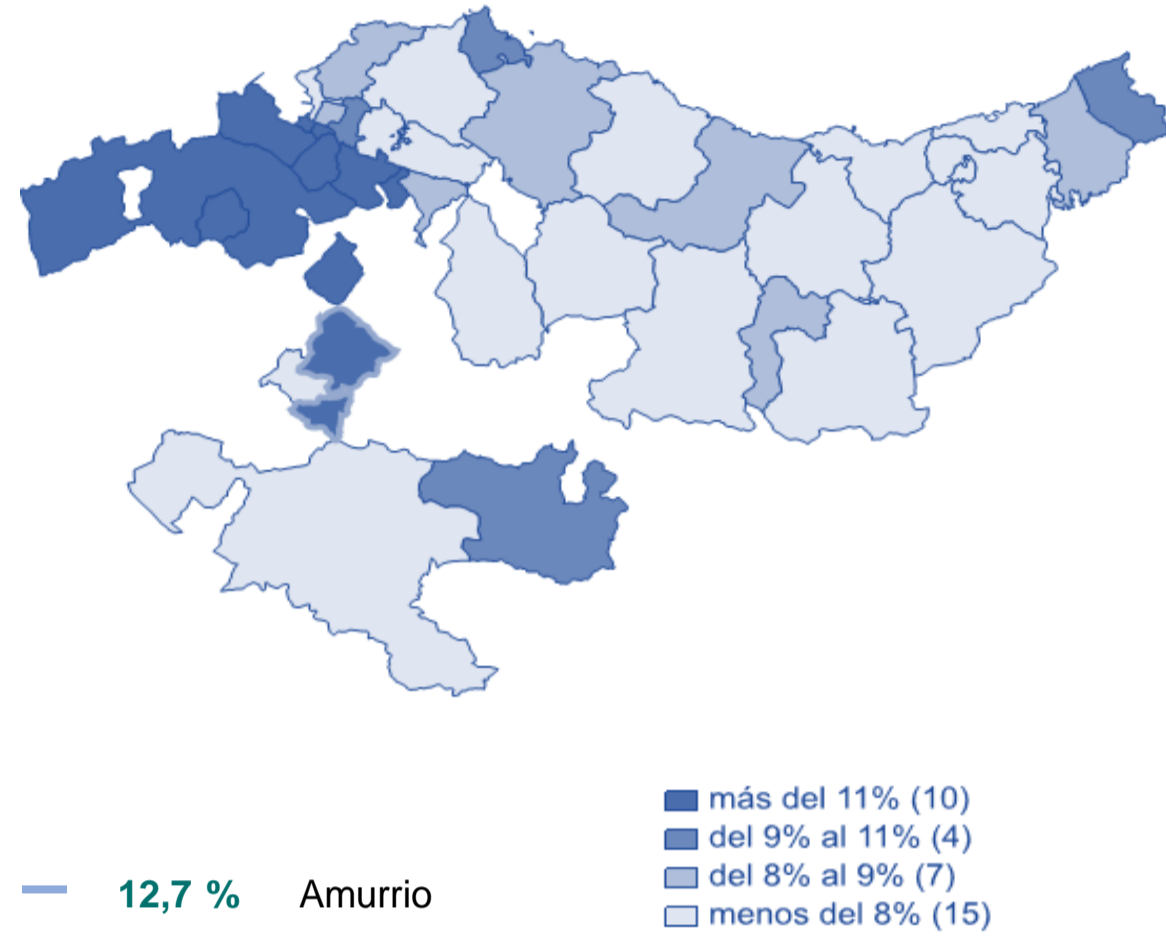 más del 11% (10)
del 9% al 11% (4)
del 8% al 9% (7)
menos del 8% (15)
12,7 % Amurrio